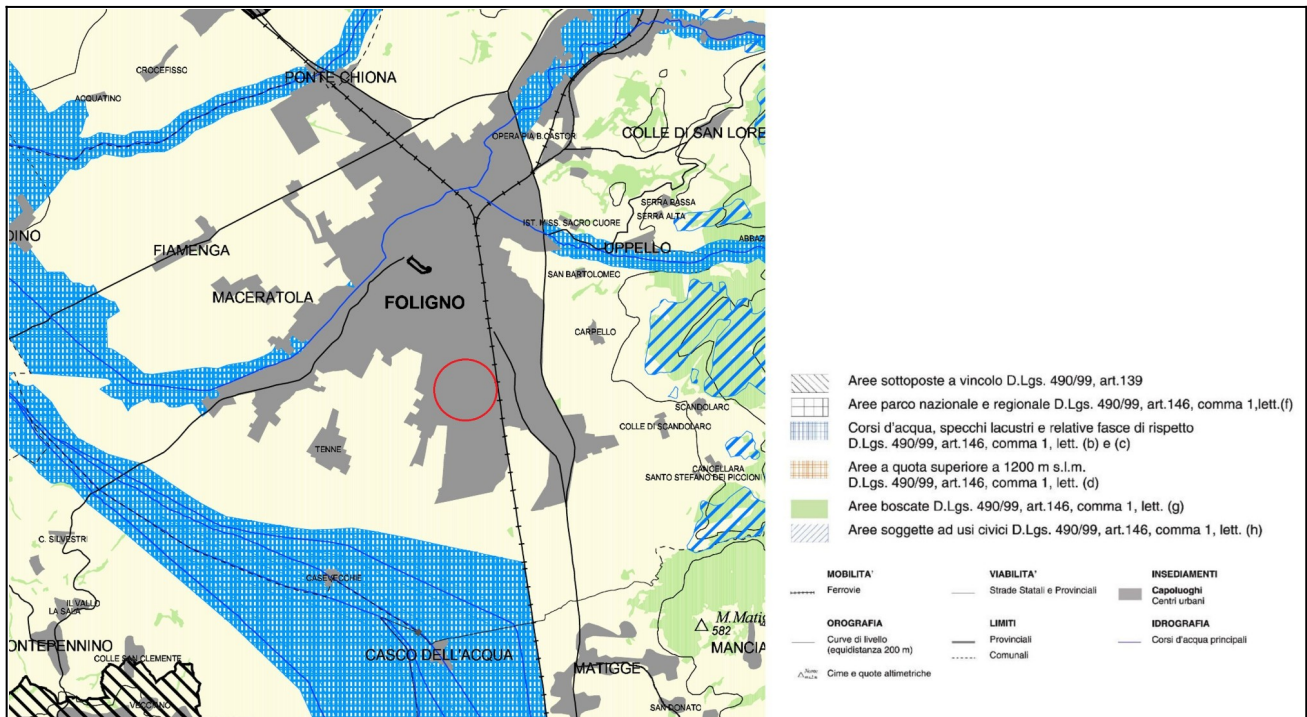 CROCEFISSO
PONTE CHIONA
ACQUATINO
OPERA PIA B.CASTOR
COLLE DI SAN LORE
SERRA BASSA
SERRA ALTA
IST. MISS. SACRO CUORE
DINO
FIAMENGA
UPPELLO
ABBAZ
SAN BARTOLOMEC
MACERATOLA
FOLIGNO
CARPELLO
SCANDOLARC
COLLE DI SCANDOLARC
TENNE
CANCELLARA
SANTO STEFANO DEI PICCION
C. SILVESTRI
CASEVECCHIE
IL VALLO
LA SALA
M. Matig
582
ONTEPENNINO
CASCO DELL'ACQUA
MANCIA
COLLE SAN CLEMENTE
MATIGGE
VECCIANO
SAN DONATO
Aree sottoposte a vincolo D.Lgs. 490/99, art.139
Aree parco nazionale e regionale D.Lgs. 490/99, art.146, comma 1,lett.(f)
Corsi d'acqua, specchi lacustri e relative fasce di rispetto
D.Lgs. 490/99, art.146, comma 1, lett. (b) e (c)
Aree a quota superiore a 1200 m s.l.m.
D.Lgs. 490/99, art.146, comma 1, lett. (d)
Aree boscate D.Lgs. 490/99, art.146, comma 1, lett. (g)
Aree soggette ad usi civici D.Lgs. 490/99, art.146, comma 1, lett. (h)
MOBILITA'
Ferrovie
VIABILITA'
Strade Statali e Provinciali
INSEDIAMENTI
Capoluoghi
Centri urbani
OROGRAFIA
Curve di livello
(equidistanza 200 m)
Cime e quote altimetriche
LIMITI
Provinciali
Comunali
IDROGRAFIA
Corsi d'acqua principali